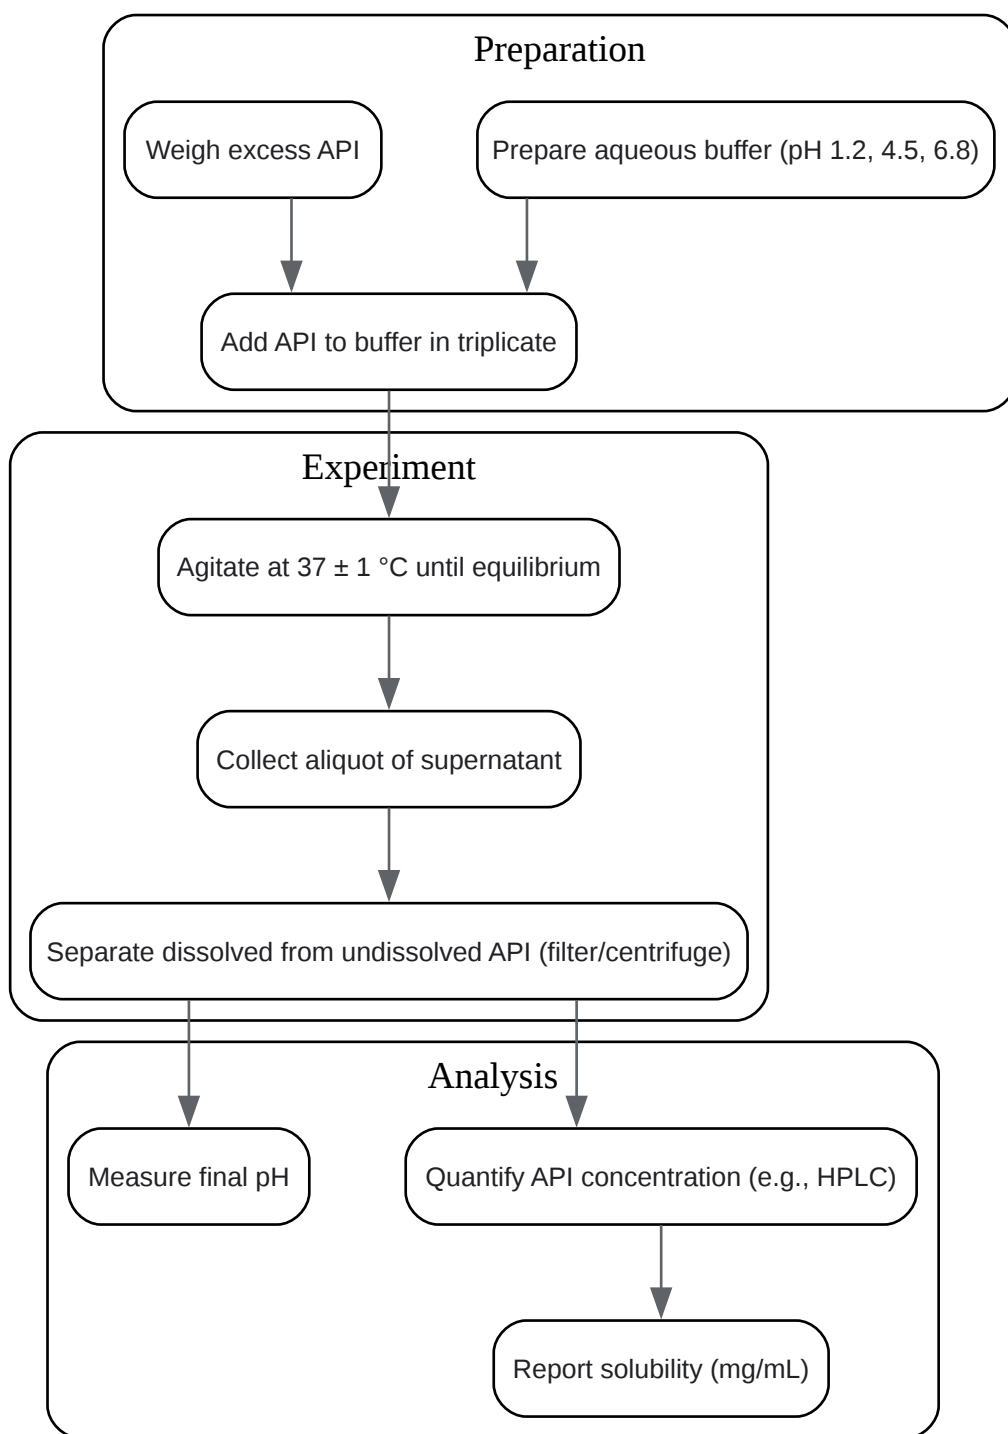 Preparation
Weigh excess API
Prepare aqueous buffer (pH 1.2, 4.5, 6.8)
Add API to buffer in triplicate
Experiment
Agitate at 37 ± 1 °C until equilibrium
Collect aliquot of supernatant
Separate dissolved from undissolved API (filter/centrifuge)
Analysis
Measure final pH
Quantify API concentration (e.g., HPLC)
Report solubility (mg/mL)